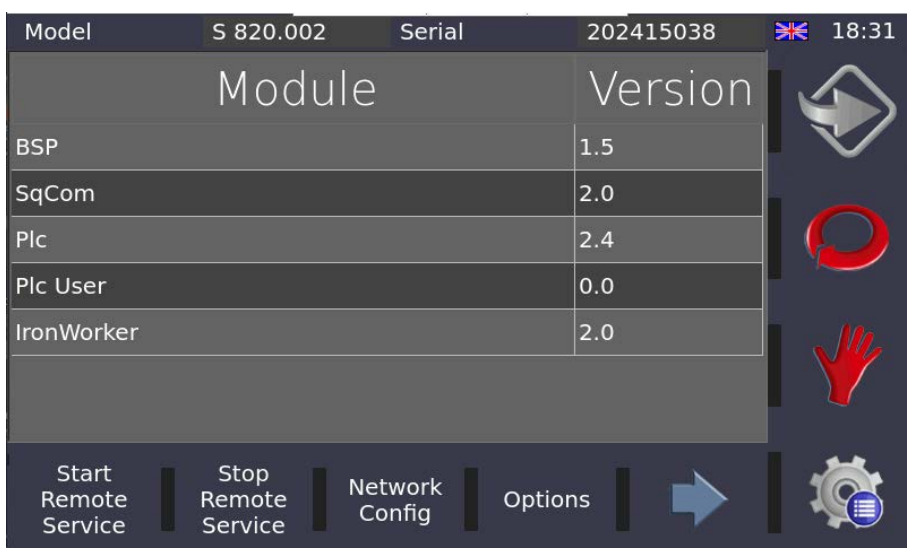 Model S 820.002 Serial 202415038 18:31
Module Version
BSP 1.5
SqCom 2.0
Plc 2.4
Plc User 0.0
IronWorker 2.0
Start Remote Service
Stop Remote Service
Network Config
Options